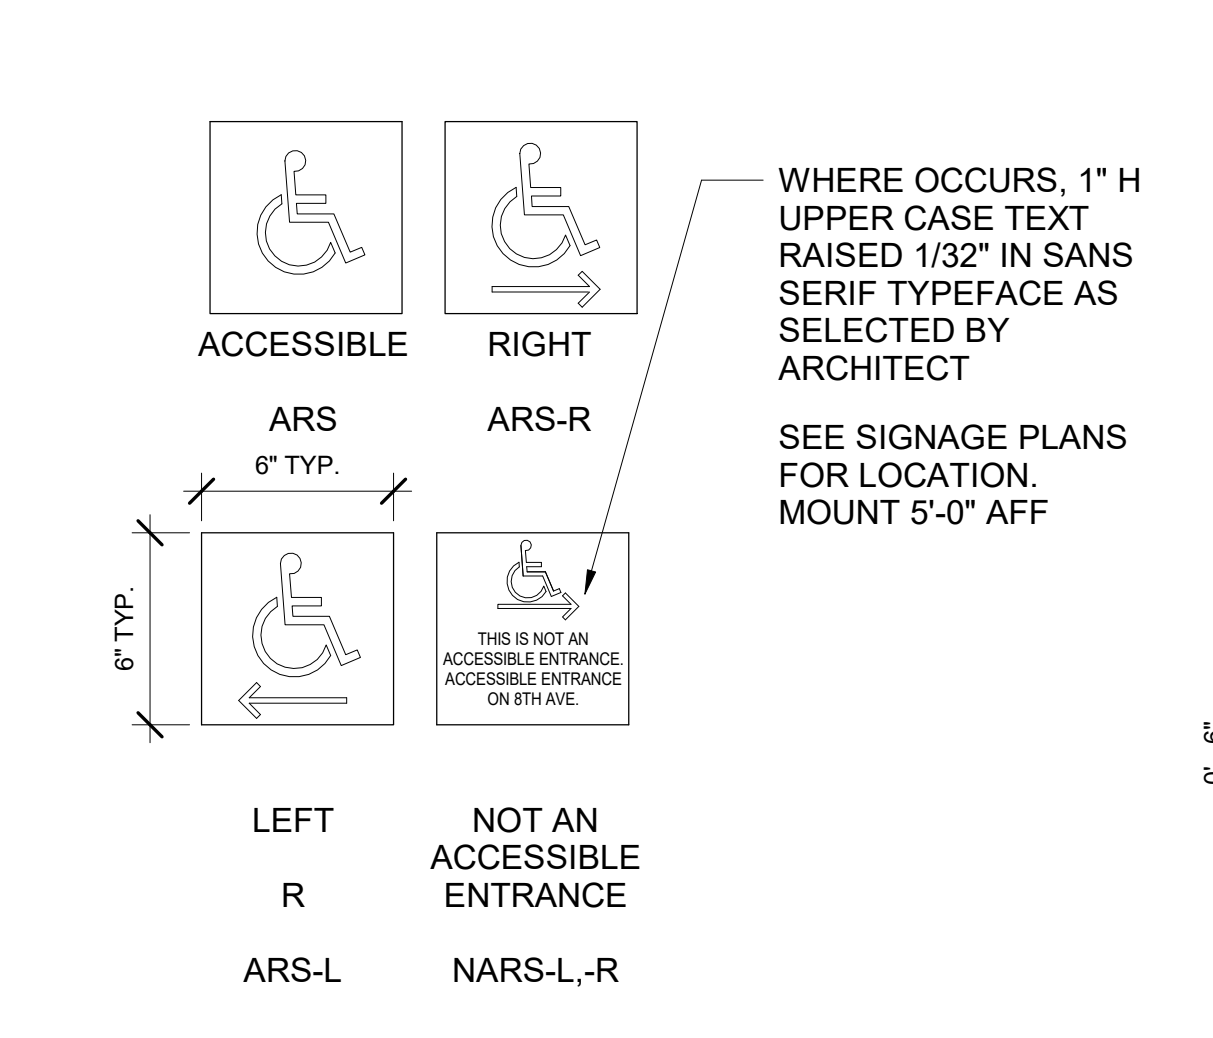 ACCESSIBLE
ARS
RIGHT
ARS-R
WHERE OCCURS, 1" H
UPPER CASE TEXT
RAISED 1/32" IN SANS
SERIF TYPEFACE AS
SELECTED BY
ARCHITECT
SEE SIGNAGE PLANS
FOR LOCATION.
MOUNT 5'-0" AFF
6" TYP.
6" TYP.
THIS IS NOT AN
ACCESSIBLE ENTRANCE.
ACCESSIBLE ENTRANCE
ON 8TH AVE.
LEFT
R
ARS-L
NOT AN
ACCESSIBLE
ENTRANCE
NARS-L,-R